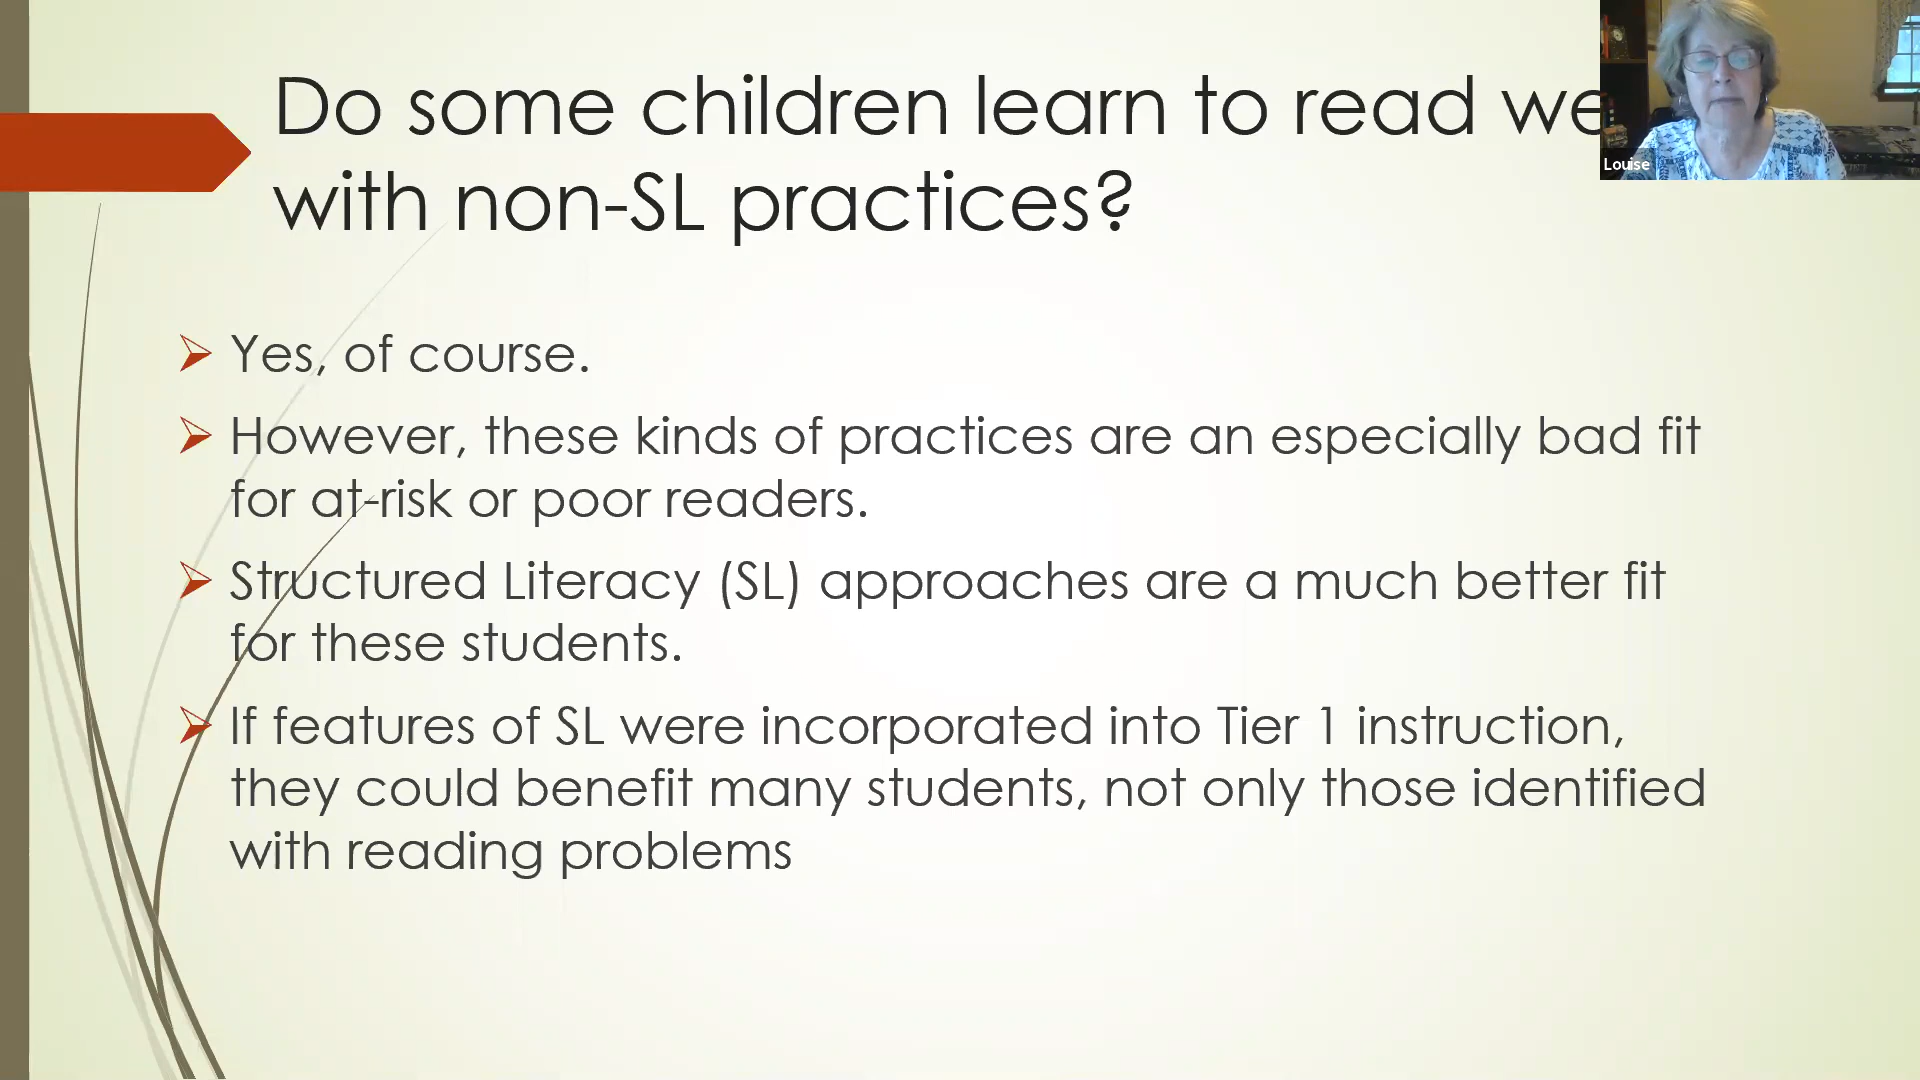 Do some children learn to read we
with non-SL practices?
Louise
Yes, of course.
However, these kinds of practices are an especially bad fit
for at-risk or poor readers.
Structured Literacy (SL) approaches are a much better fit
for these students.
If features of SL were incorporated into Tier 1 instruction,
they could benefit many students, not only those identified
with reading problems